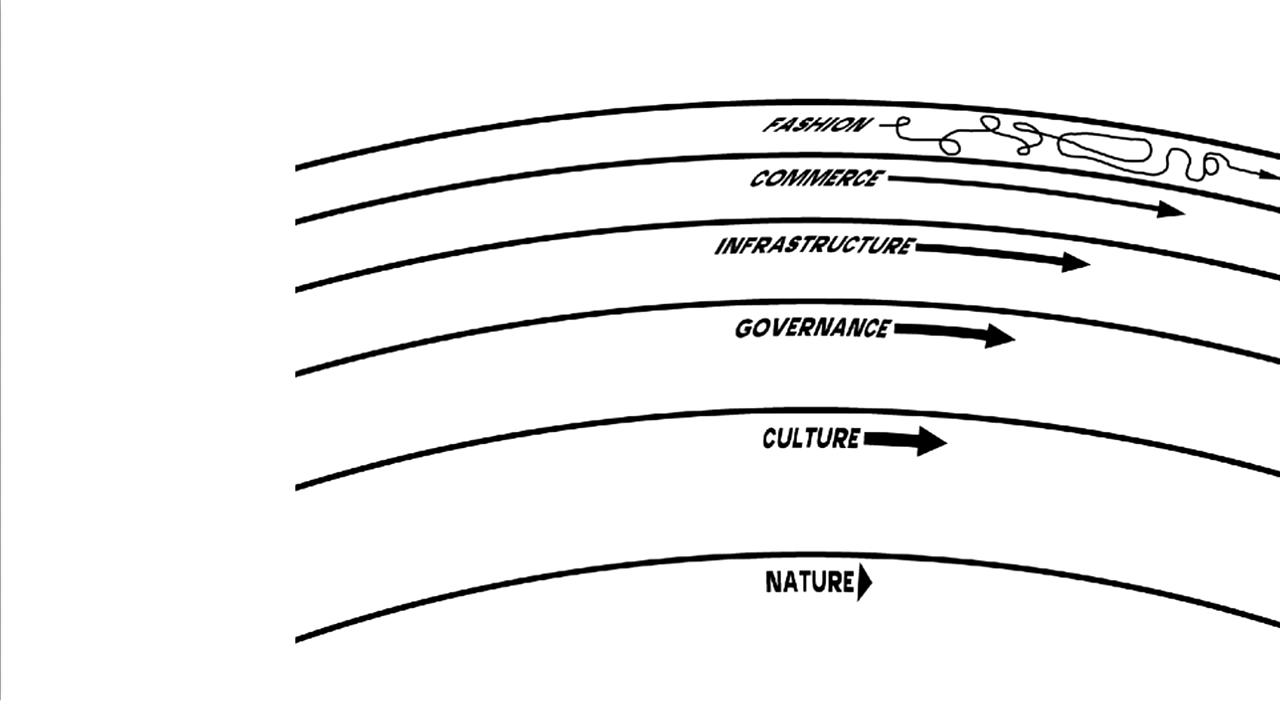 FASHION
COMMERCE
INFRASTRUCTURE
GOVERNANCE
CULTURE
NATURE